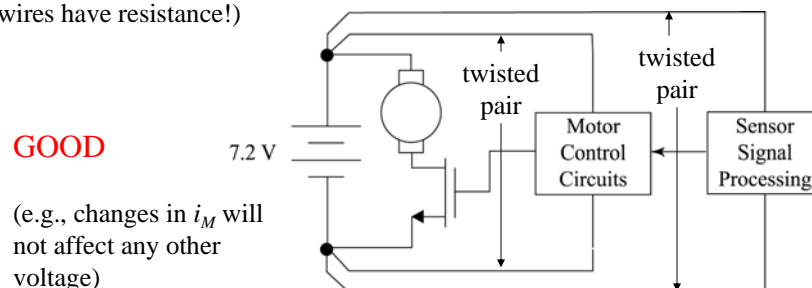 wires have resistance!)
GOOD
(e.g., changes in i_M will
not affect any other
voltage)
7.2 V
twisted
pair
twisted
pair
Motor
Control
Circuits
Sensor
Signal
Processing